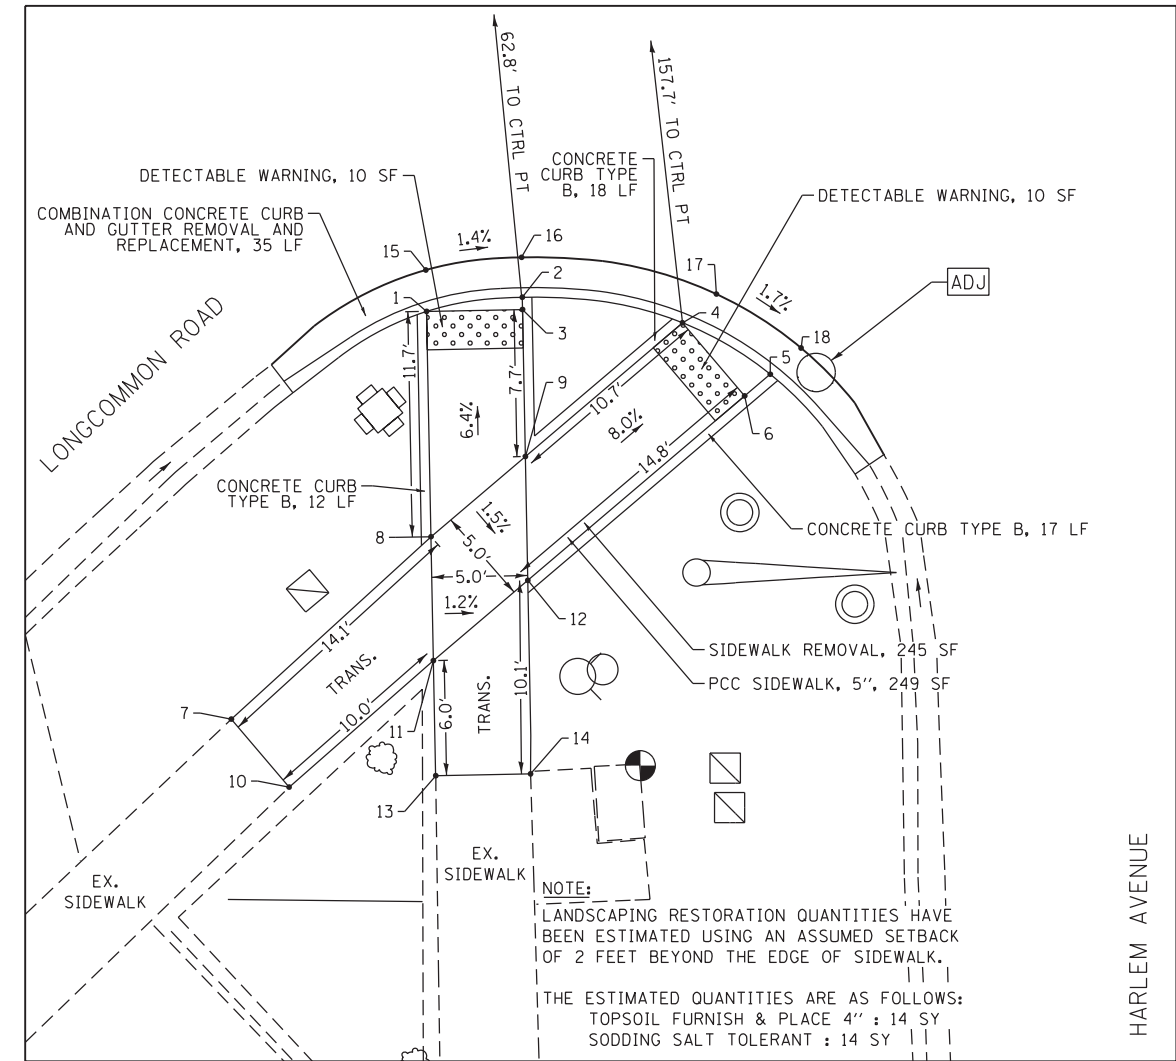 62.8' TO CTRL PT
157.7' TO CTRL PT
CONCRETE
CURB TYPE
B, 18 LF
DETECTABLE WARNING, 10 SF
DETECTABLE WARNING, 10 SF
COMBINATION CONCRETE CURB
AND GUTTER REMOVAL AND
REPLACEMENT, 35 LF
15
1.4%
16
17
1.7%
ADJ
2
1
3
4
18
5
LONGCOMMON ROAD
11.7'
7.7'
9
10.7'
6
6.4%
8.0%
14.8'
CONCRETE CURB
TYPE B, 12 LF
1.5%
CONCRETE CURB TYPE B, 17 LF
8
5.0'
5.0'
1.2%
12
14.1'
TRANS.
SIDEWALK REMOVAL, 245 SF
PCC SIDEWALK, 5", 249 SF
10.0'
6.0'
TRANS.
10.1'
7
11
10
14
13
EX.
SIDEWALK
EX.
SIDEWALK
HARLEM AVENUE
NOTE:
LANDSCAPING RESTORATION QUANTITIES HAVE
BEEN ESTIMATED USING AN ASSUMED SETBACK
OF 2 FEET BEYOND THE EDGE OF SIDEWALK.
THE ESTIMATED QUANTITIES ARE AS FOLLOWS:
TOPSOIL FURNISH & PLACE 4" : 14 SY
SODDING SALT TOLERANT : 14 SY